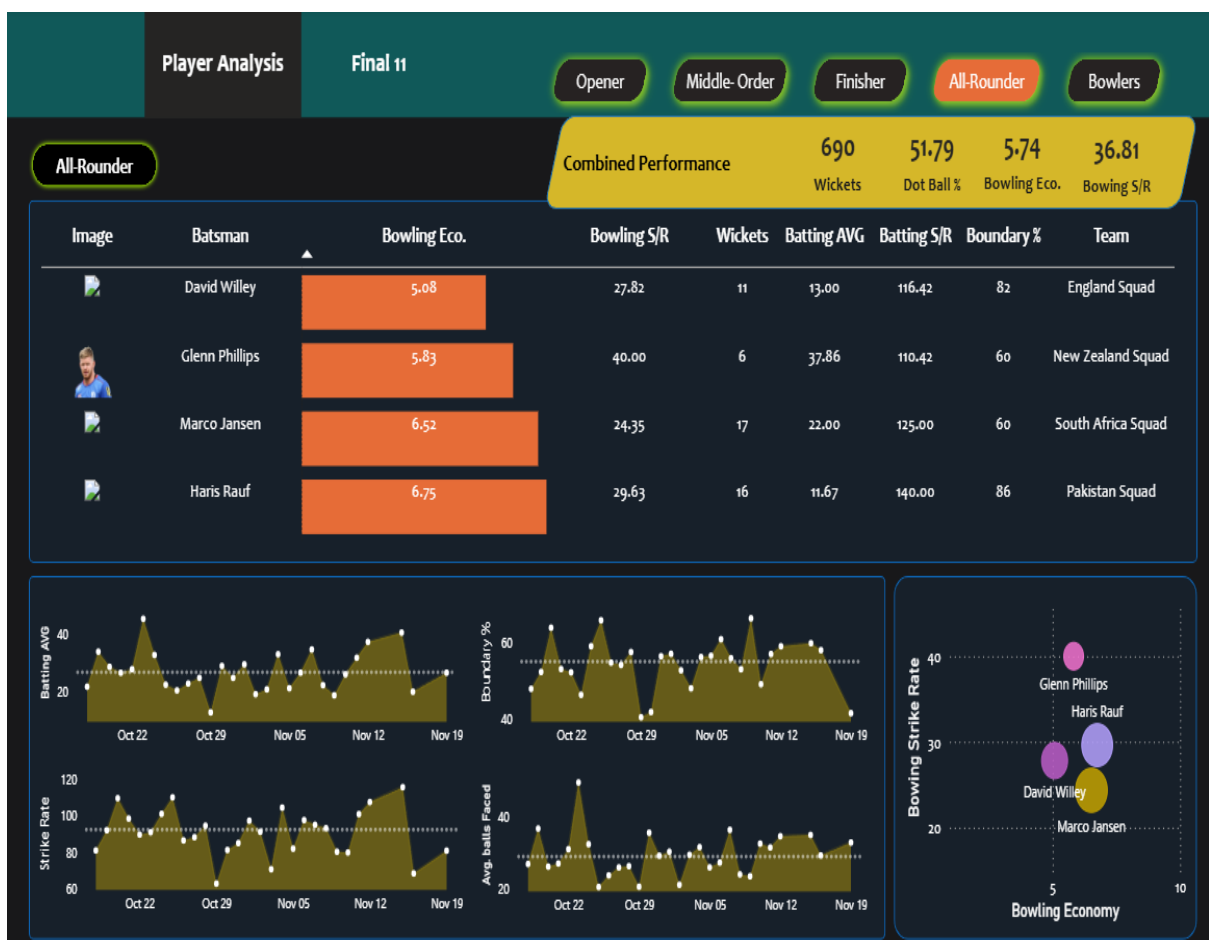 Player Analysis
Final 11
Opener
Middle- Order
Finisher
All-Rounder
Bowlers
All-Rounder
Combined Performance
690 51.79 5.74 36.81
Wickets Dot Ball % Bowling Eco. Bowing S/R
Image Batsman Bowling Eco. Bowling S/R Wickets Batting AVG Batting S/R Boundary % Team
David Willey 5.08 27.82 11 13.00 116.42 82 England Squad
Glenn Phillips 5.83 40.00 6 37.86 110.42 60 New Zealand Squad
Marco Jansen 6.52 24.35 17 22.00 125.00 60 South Africa Squad
Haris Rauf 6.75 29.63 16 11.67 140.00 86 Pakistan Squad
Batting AVG
40
20
Oct 22 Oct 29 Nov 05 Nov 12 Nov 19
Boundary %
60
40
Oct 22 Oct 29 Nov 05 Nov 12 Nov 19
Strike Rate
120
100
80
60
Oct 22 Oct 29 Nov 05 Nov 12 Nov 19
Avg. balls Faced
40
20
Oct 22 Oct 29 Nov 05 Nov 12 Nov 19
Bowing Strike Rate
40
Glenn Phillips
Haris Rauf
30
David Willey
20
Marco Jansen
5 10
Bowling Economy